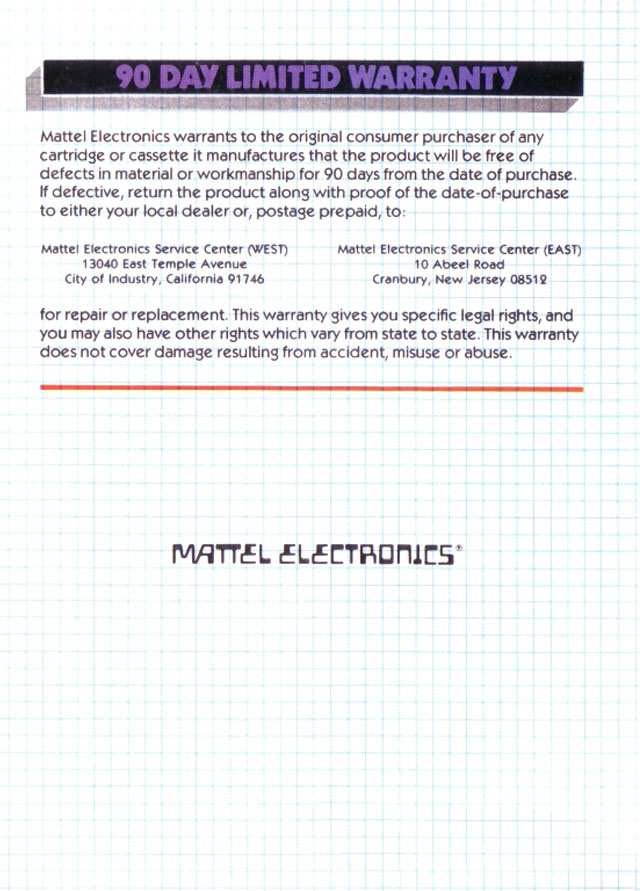 90 DAY LIMITED WARRANTY
Mattel Electronics warrants to the original consumer purchaser of any
cartridge or cassette it manufactures that the product will be free of
defects in material or workmanship for 90 days from the date of purchase.
If defective, return the product along with proof of the date-of-purchase
to either your local dealer or, postage prepaid, to:
Mattel Electronics Service Center (WEST)
13040 East Temple Avenue
City of Industry, California 91746
Mattel Electronics Service Center (EAST)
10 Abeel Road
Cranbury, New Jersey 08512
for repair or replacement. This warranty gives you specific legal rights, and
you may also have other rights which vary from state to state. This warranty
does not cover damage resulting from accident, misuse or abuse.
MATTEL ELECTRONICS®